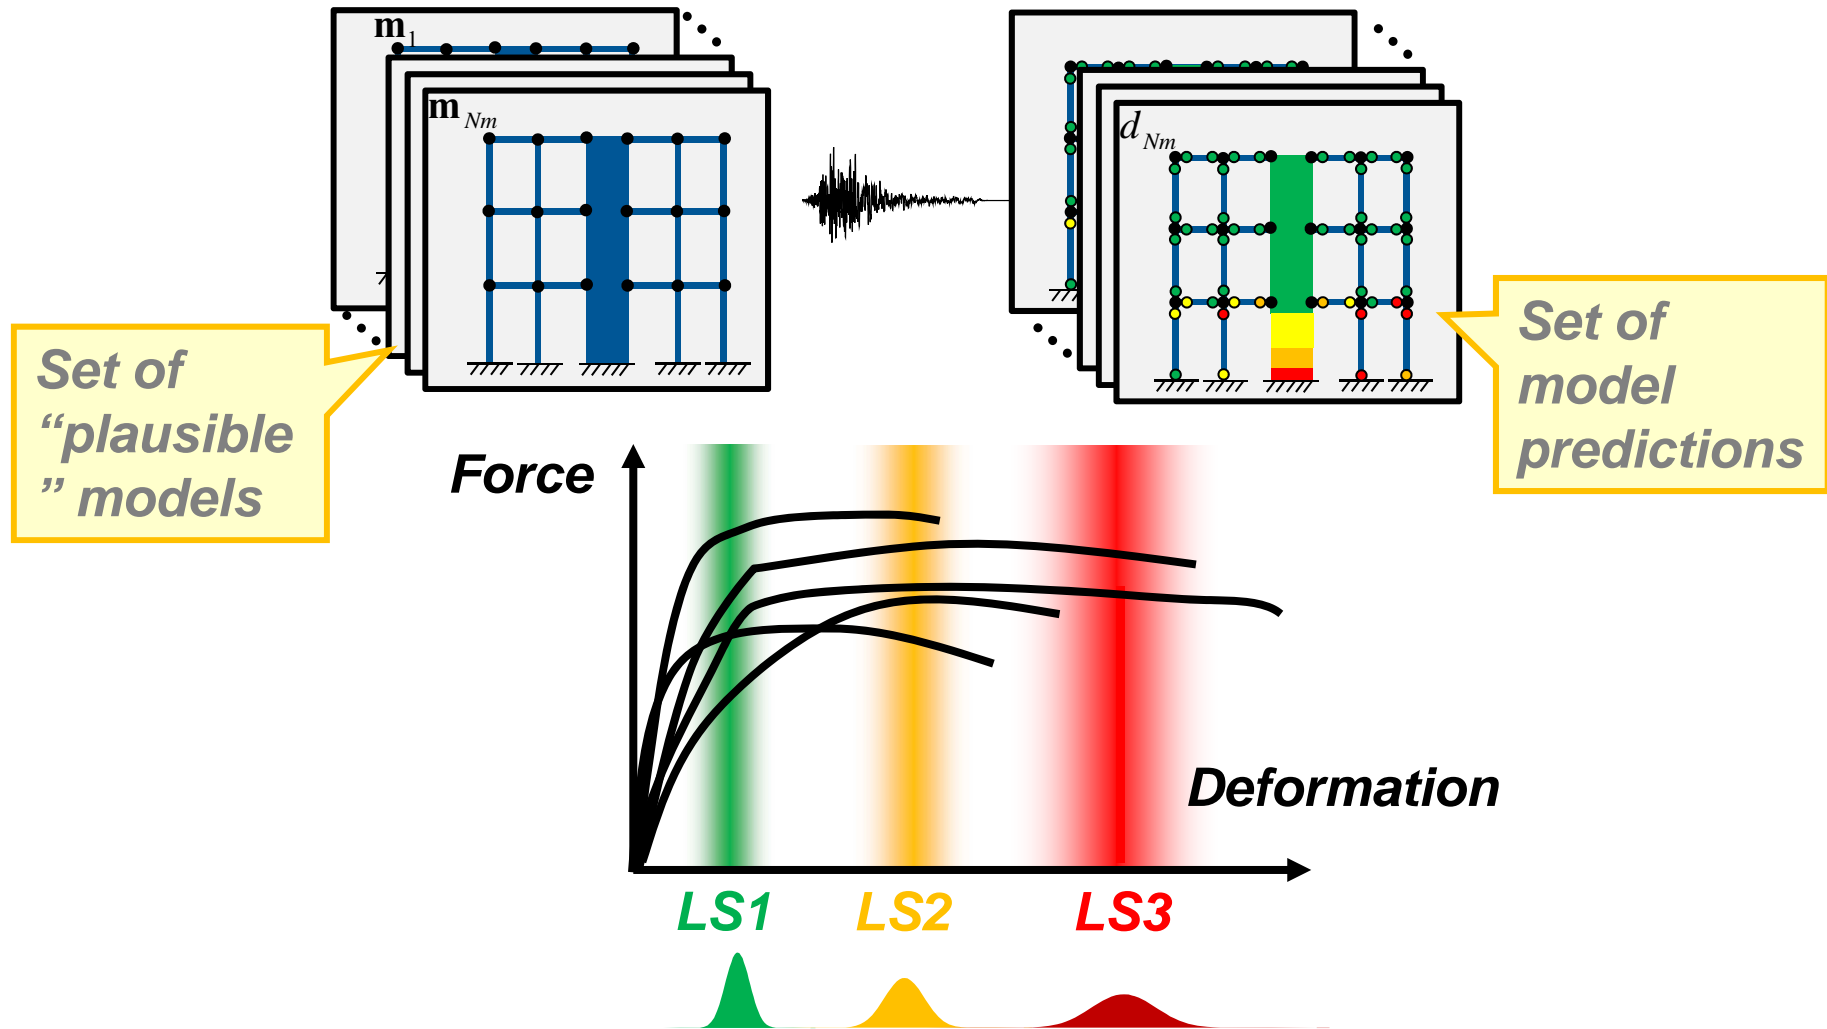 m1
mNm
dNm
Set of
“plausible
” models
Set of
model
predictions
Force
Deformation
LS1
LS2
LS3